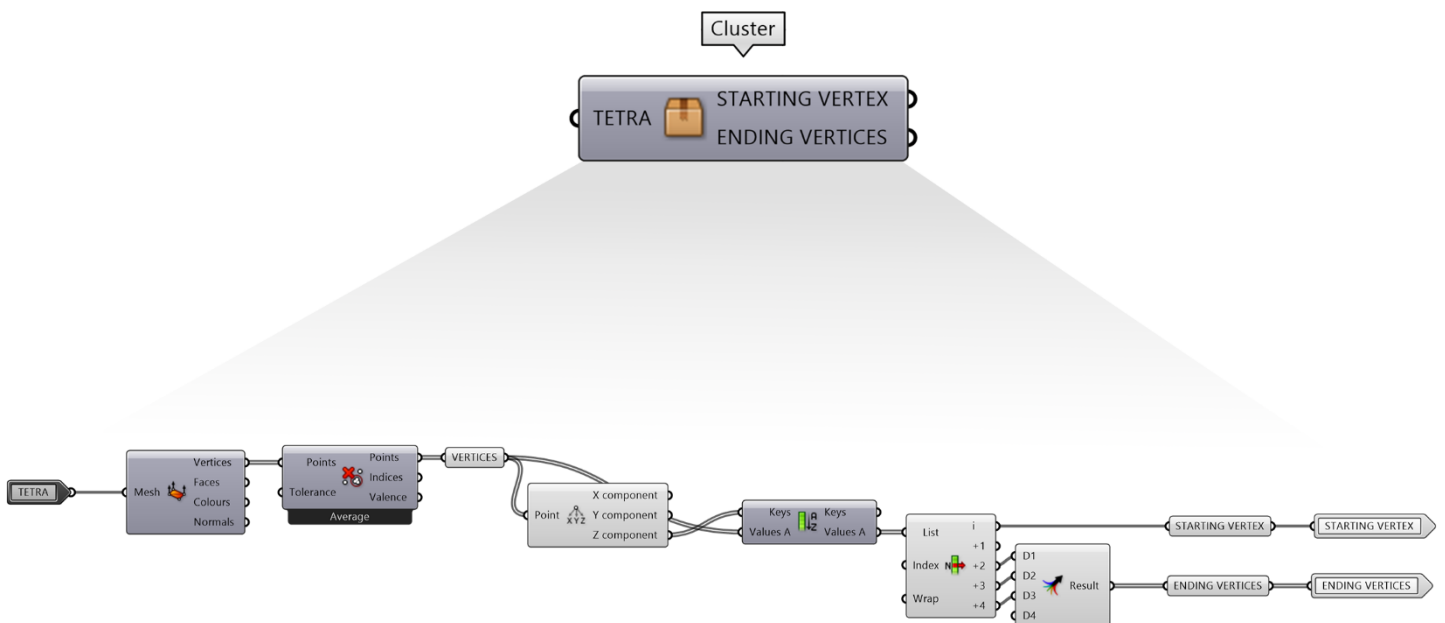 Cluster
TETRA
STARTING VERTEX
ENDING VERTICES
TETRA
Mesh
Vertices
Faces
Colours
Normals
Points
Tolerance
Points
Indices
Valence
Average
VERTICES
Point
X Y Z
X component
Y component
Z component
Keys
Values A
A
Z
Keys
Values A
List
Index
Wrap
N
i
+1
+2
+3
+4
D1
D2
D3
D4
Result
STARTING VERTEX
STARTING VERTEX
ENDING VERTICES
ENDING VERTICES